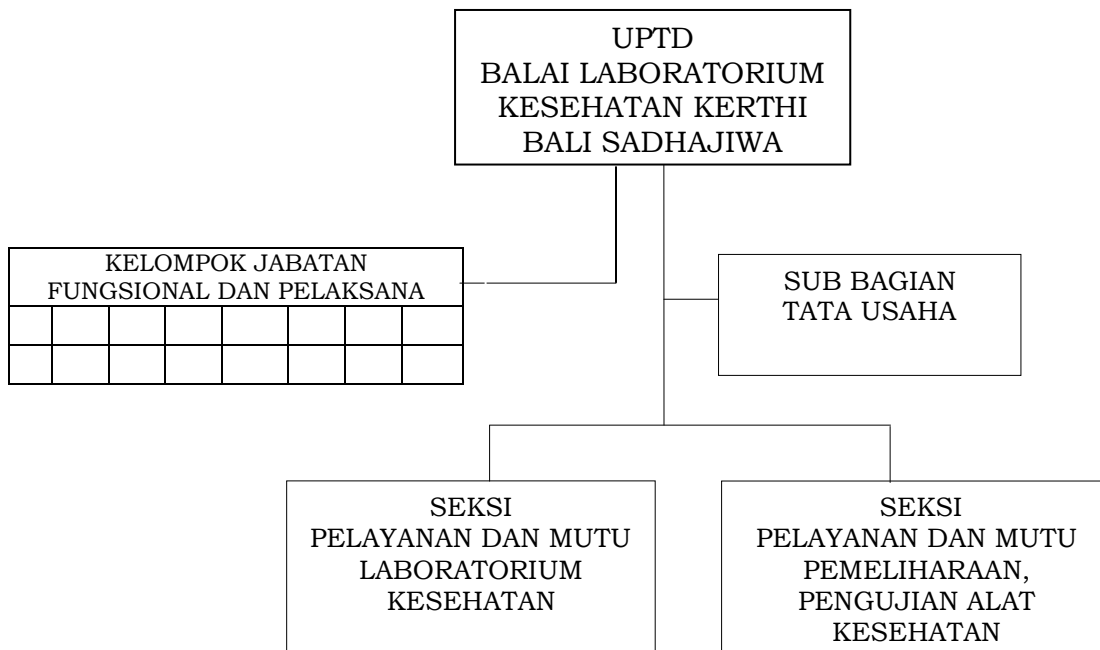 UPTD
BALAI LABORATORIUM
KESEHATAN KERTHI
BALI SADHAJIWA
KELOMPOK JABATAN
FUNGSIONAL DAN PELAKSANA
SUB BAGIAN
TATA USAHA
SEKSI
PELAYANAN DAN MUTU
LABORATORIUM
KESEHATAN
SEKSI
PELAYANAN DAN MUTU
PEMELIHARAAN,
PENGUJIAN ALAT
KESEHATAN